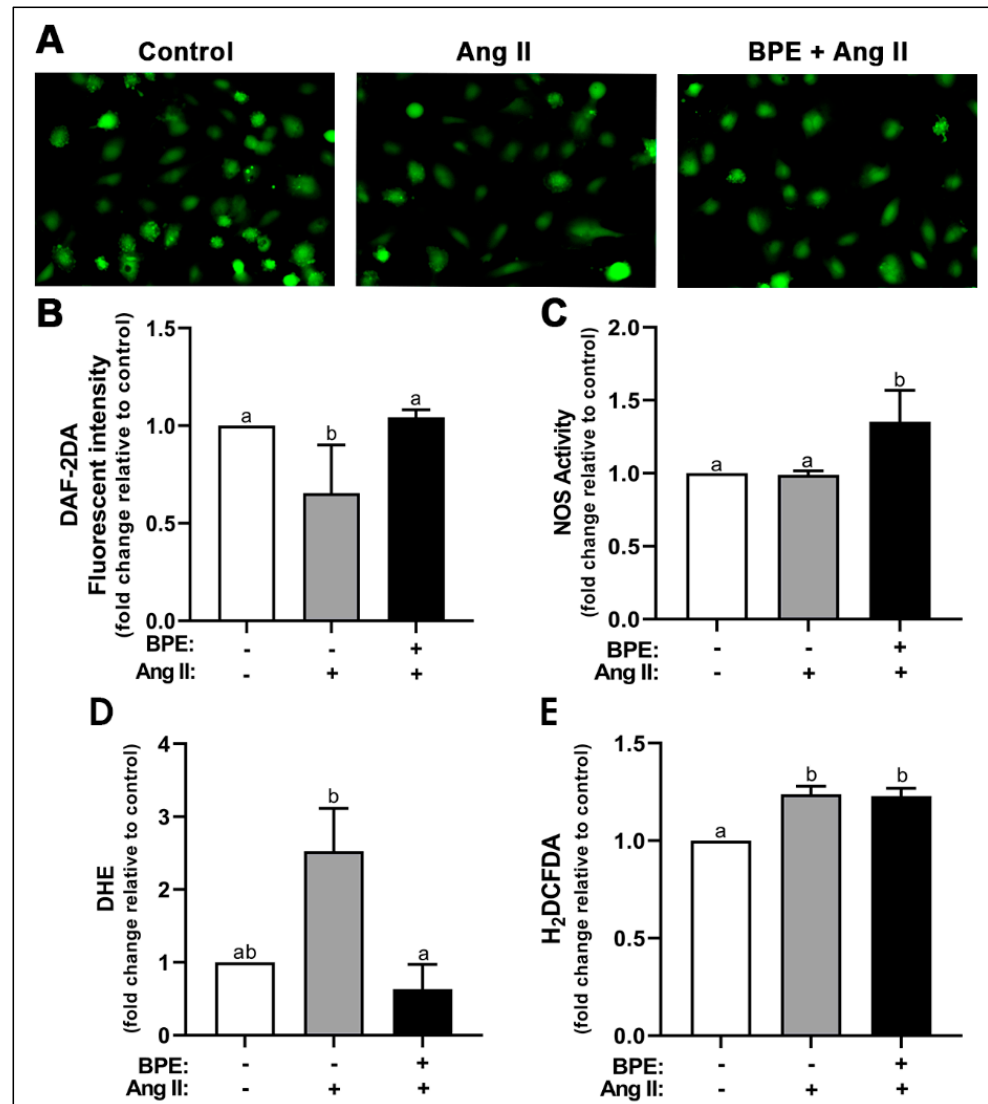 A
Control Ang II BPE + Ang II
B
DAF-2DA
Fluorescent intensity
(fold change relative to control)
1.5
1.0
0.5
0.0
a b a
BPE: - - +
Ang II: - + +
C
NOS Activity
(fold change relative to control)
2.0
1.5
1.0
0.5
0.0
a a b
BPE: - - +
Ang II: - + +
D
DHE
(fold change relative to control)
4
3
2
1
0
ab b a
BPE: - - +
Ang II: - + +
E
H₂DCFDA
(fold change relative to control)
1.5
1.0
0.5
0.0
a b b
BPE: - - +
Ang II: - + +